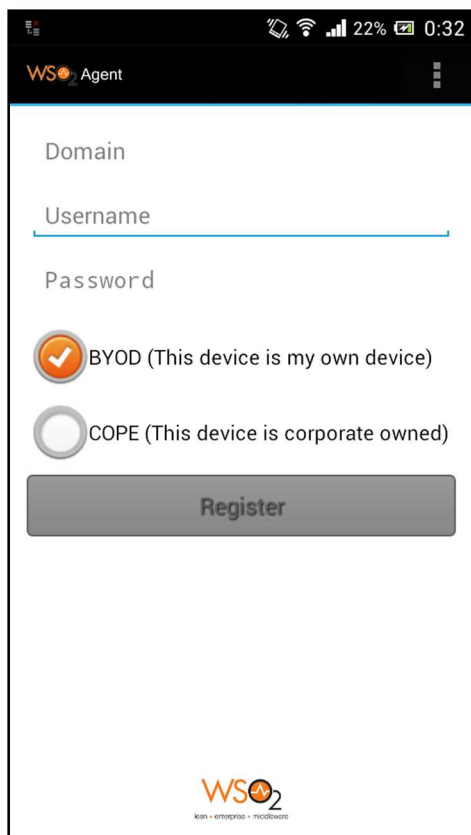 22% 0:32
WSO2 Agent
Domain
Username
Password
BYOD (This device is my own device)
COPE (This device is corporate owned)
Register
WSO2
lean • enterprise • middleware